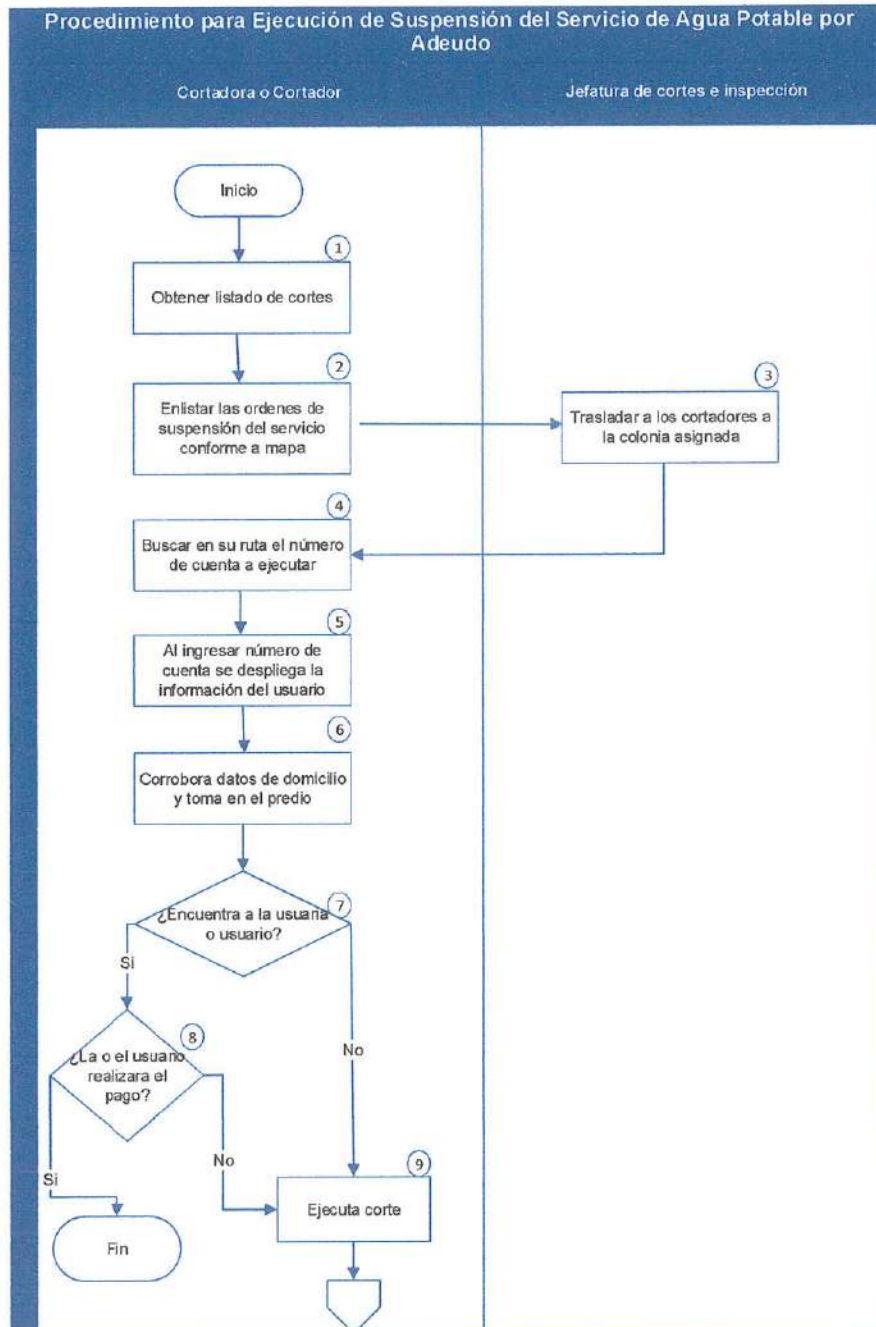 Procedimiento para Ejecución de Suspensión del Servicio de Agua Potable por
Adeudo
Cortadora o Cortador
Jefatura de cortes e inspección
Inicio
1
Obtener listado de cortes
2
Enlistar las ordenes de
suspensión del servicio
conforme a mapa
3
Trasladar a los cortadores a
la colonia asignada
4
Buscar en su ruta el número
de cuenta a ejecutar
5
Al ingresar número de
cuenta se despliega la
información del usuario
6
Corrobora datos de domicilio
y toma en el predio
7
¿Encuentra a la usuaria
o usuario?
Si
No
8
¿La o el usuario
realizara el
pago?
Si
No
9
Ejecuta corte
Fin